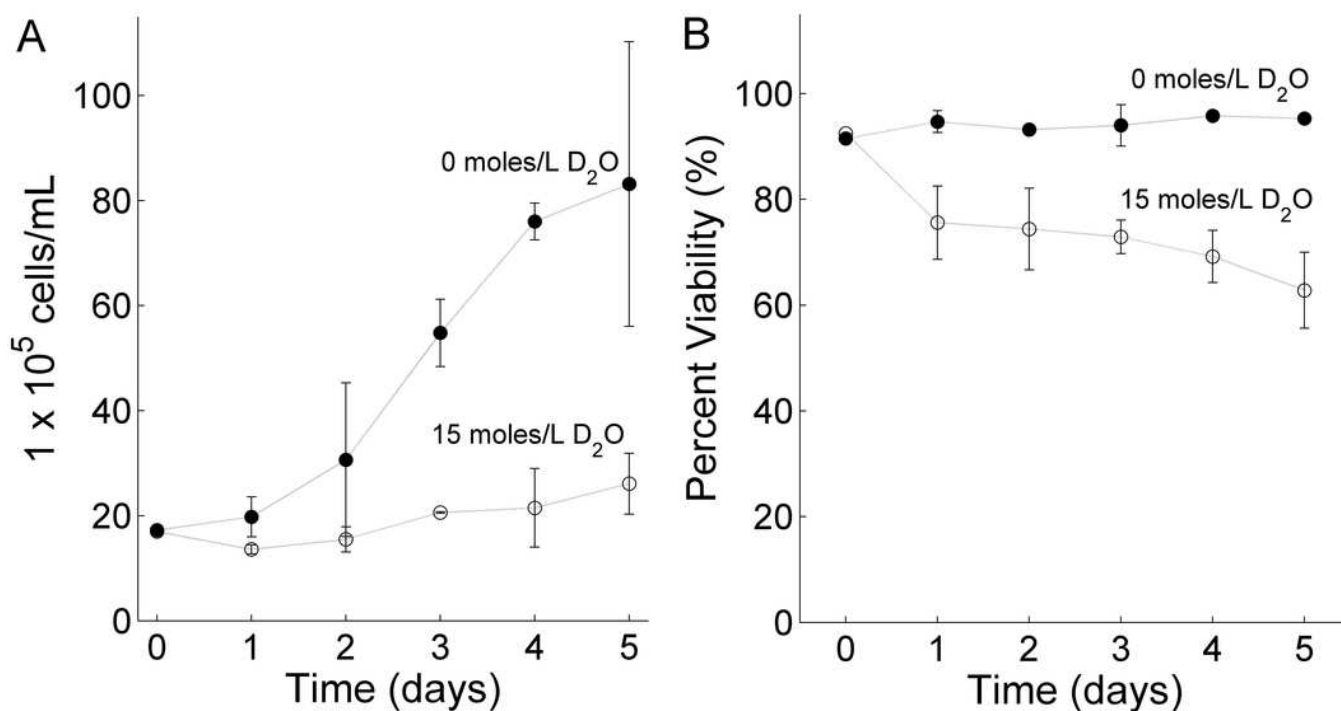 A
1 x 10⁵ cells/mL
100
80
60
40
20
0
0 moles/L D₂O
15 moles/L D₂O
0 1 2 3 4 5
Time (days)
B
Percent Viability (%)
100
80
60
40
20
0
0 moles/L D₂O
15 moles/L D₂O
0 1 2 3 4 5
Time (days)